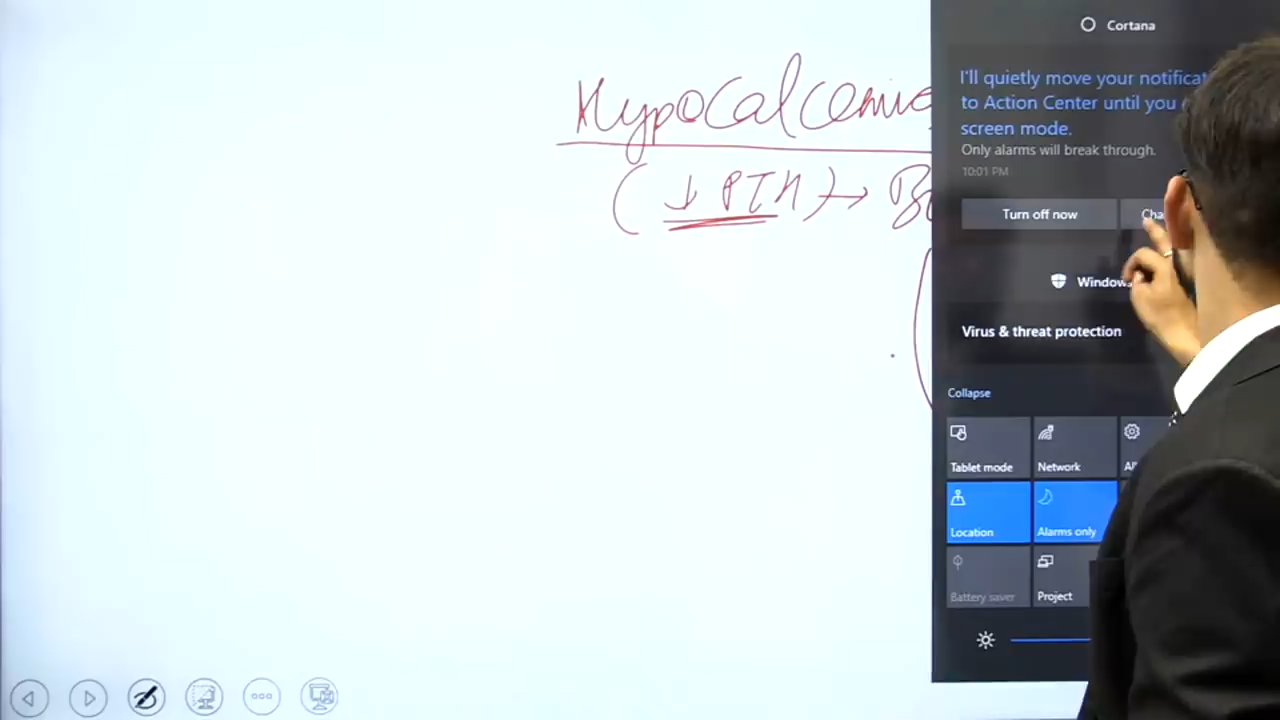 Hypocalcemia
(↓ PTH) →
Cortana
I'll quietly move your
to Action Center until you
screen mode.
Only alarms will break through.
10:01 PM
Turn off now
Virus & threat protection
Collapse
Tablet mode
Network
Location
Alarms only
Battery saver
Project